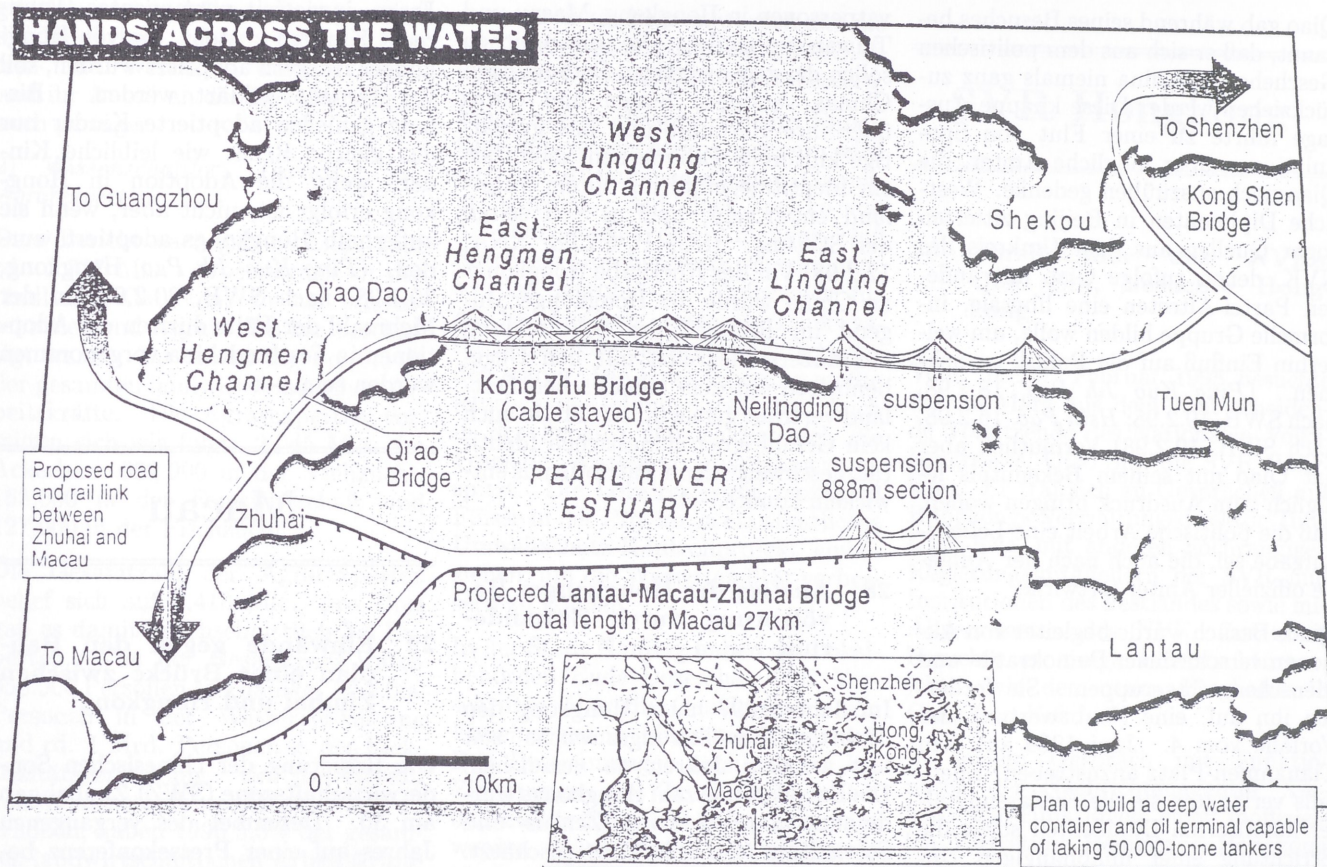 HANDS ACROSS THE WATER
To Guangzhou
West
Lingding
Channel
To Shenzhen
Kong Shen
Bridge
Shekou
East
Hengmen
Channel
East
Lingding
Channel
Qi'ao Dao
West
Hengmen
Channel
Kong Zhu Bridge
(cable stayed)
Neilingding
Dao
suspension
Tuen Mun
Qi'ao
Bridge
PEARL RIVER
ESTUARY
suspension
888m section
Proposed road
and rail link
between
Zhuhai and
Macau
Zhuhai
Projected Lantau-Macau-Zhuhai Bridge
total length to Macau 27km
To Macau
Lantau
0
10km
Shenzhen
Zhuhai
Hong
Kong
Macau
Plan to build a deep water
container and oil terminal capable
of taking 50,000-tonne tankers